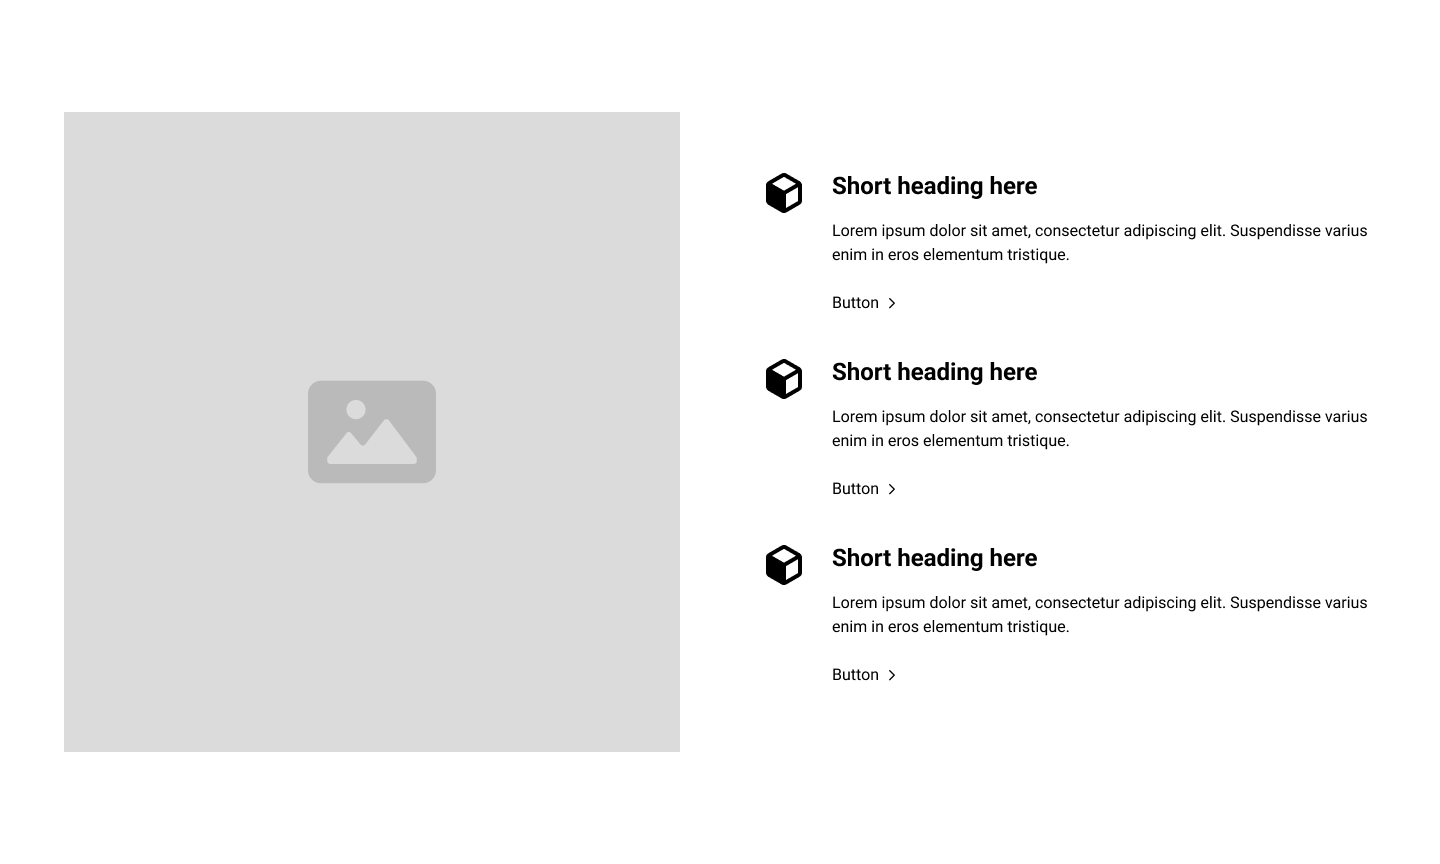 Short heading here
Lorem ipsum dolor sit amet, consectetur adipiscing elit. Suspendisse varius
enim in eros elementum tristique.
Button
Short heading here
Lorem ipsum dolor sit amet, consectetur adipiscing elit. Suspendisse varius
enim in eros elementum tristique.
Button
Short heading here
Lorem ipsum dolor sit amet, consectetur adipiscing elit. Suspendisse varius
enim in eros elementum tristique.
Button